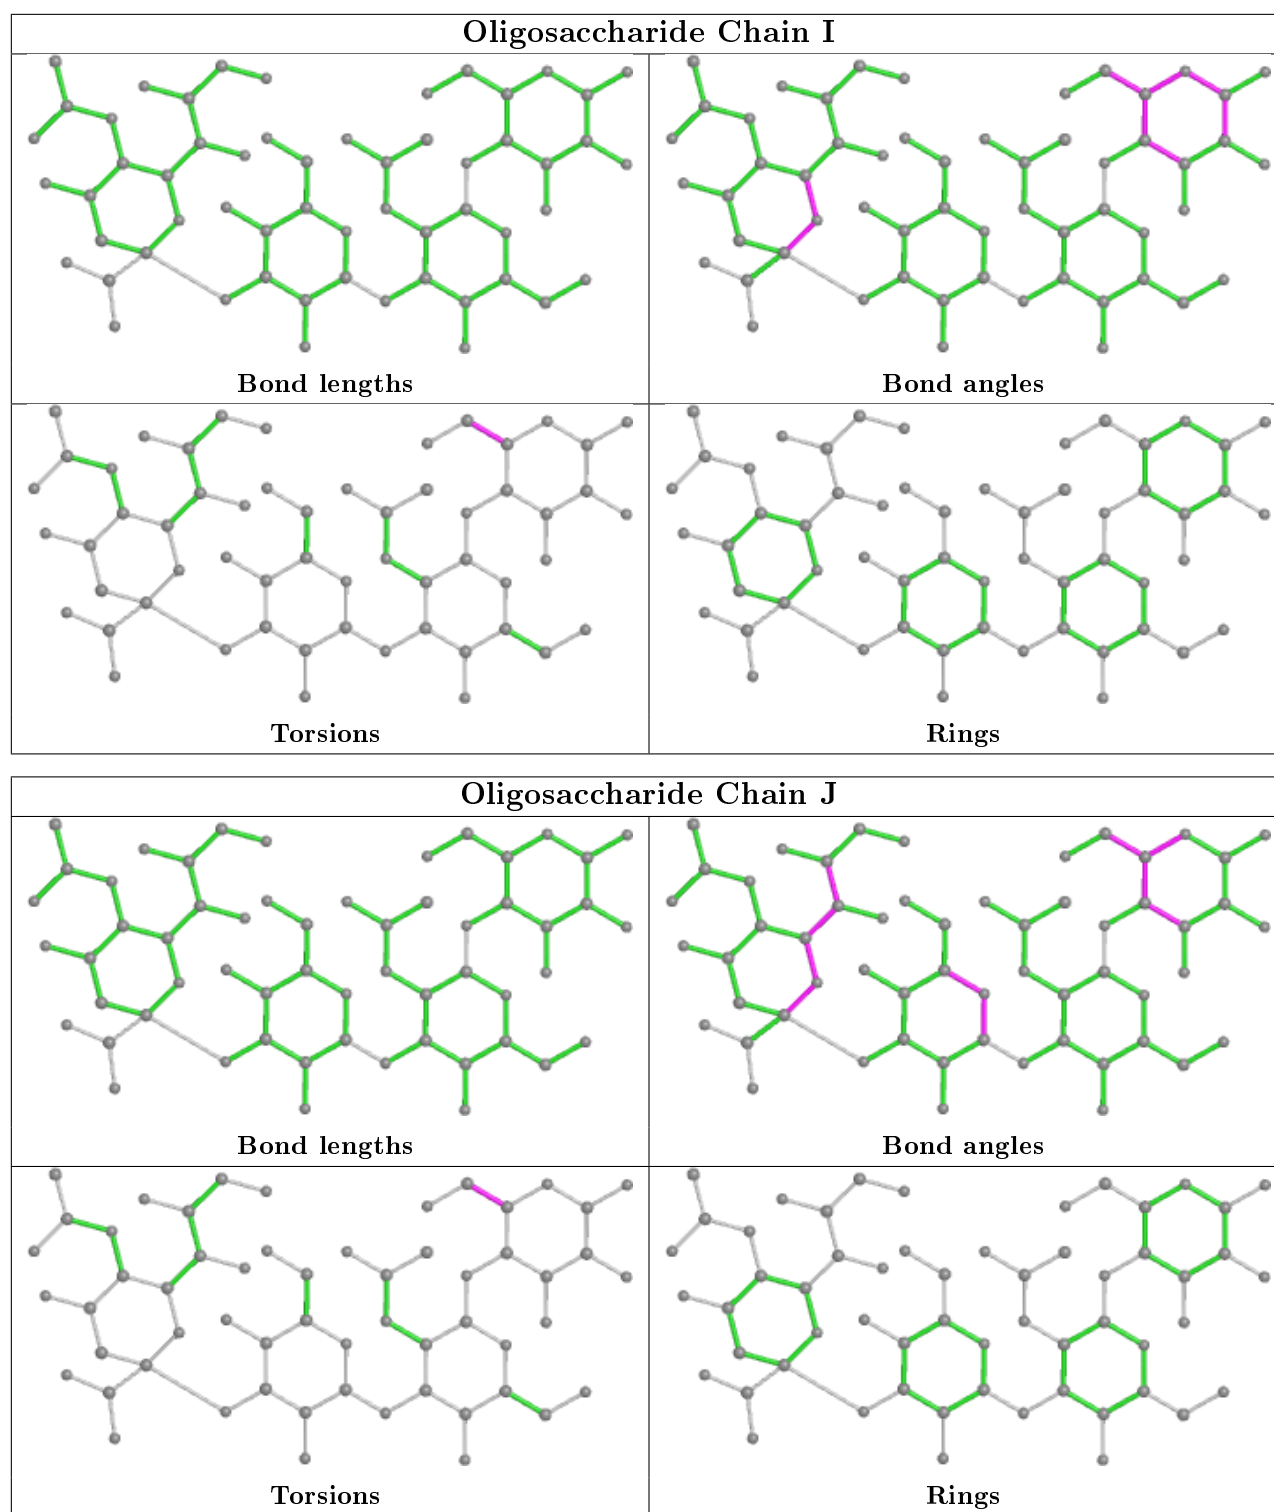 Oligosaccharide Chain I
Bond lengths
Bond angles
Torsions
Rings
Oligosaccharide Chain J
Bond lengths
Bond angles
Torsions
Rings